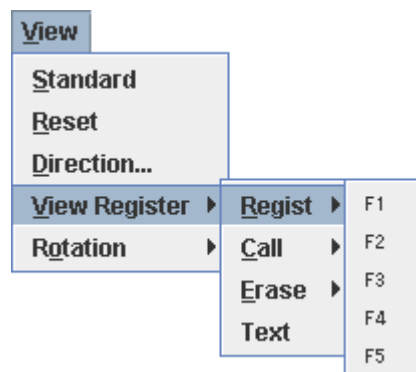 View
Standard
Reset
Direction...
View Register
Rotation
Regist
Call
Erase
Text
F1
F2
F3
F4
F5